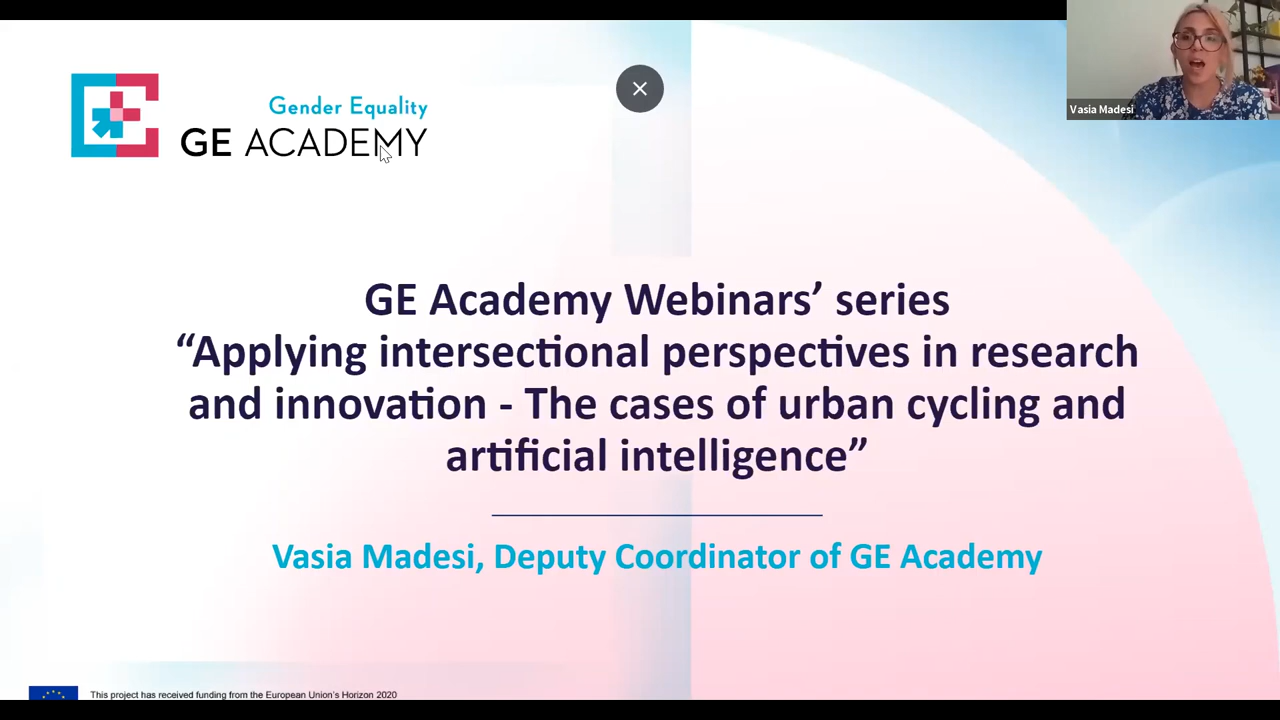 Vasia Madesi
Gender Equality
GE ACADEMY
GE Academy Webinars’ series
“Applying intersectional perspectives in research
and innovation - The cases of urban cycling and
artificial intelligence”
Vasia Madesi, Deputy Coordinator of GE Academy
This project has received funding from the European Union's Horizon 2020